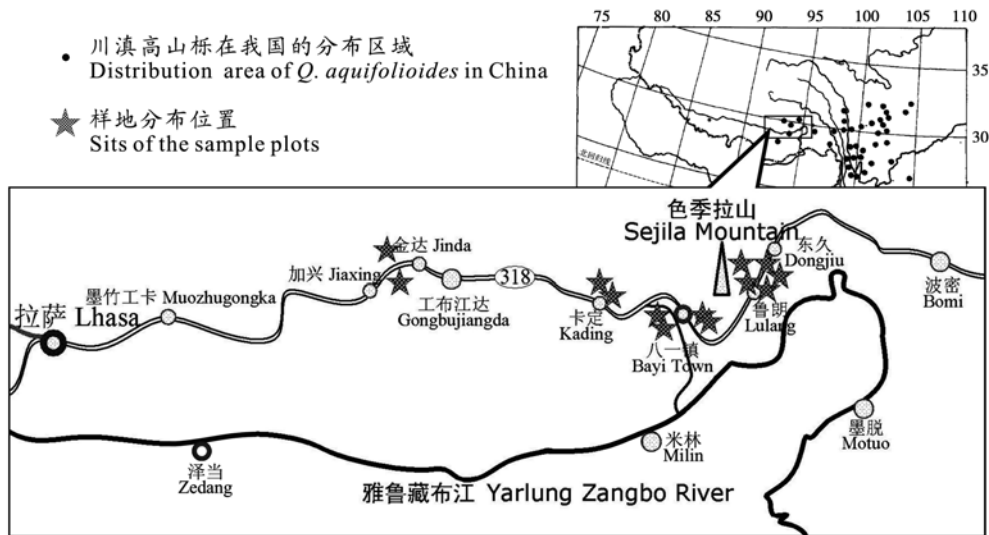 川滇高山栎在我国的分布区域
Distribution area of Q. aquifolioides in China
样地分布位置
Sits of the sample plots
75 80 85 90 95 100 105 110
35
30
北回归线
色季拉山
Sejila Mountain
金达 Jinda
加兴 Jiaxing
墨竹工卡 Muozhugongka
拉萨 Lhasa
工布江达
Gongbujiangda
318
卡定
Kading
八一镇
Bayi Town
鲁朗
Lulang
东久
Dongjiu
波密
Bomi
墨脱
Motuo
米林
Milin
泽当
Zedang
雅鲁藏布江 Yarlung Zangbo River